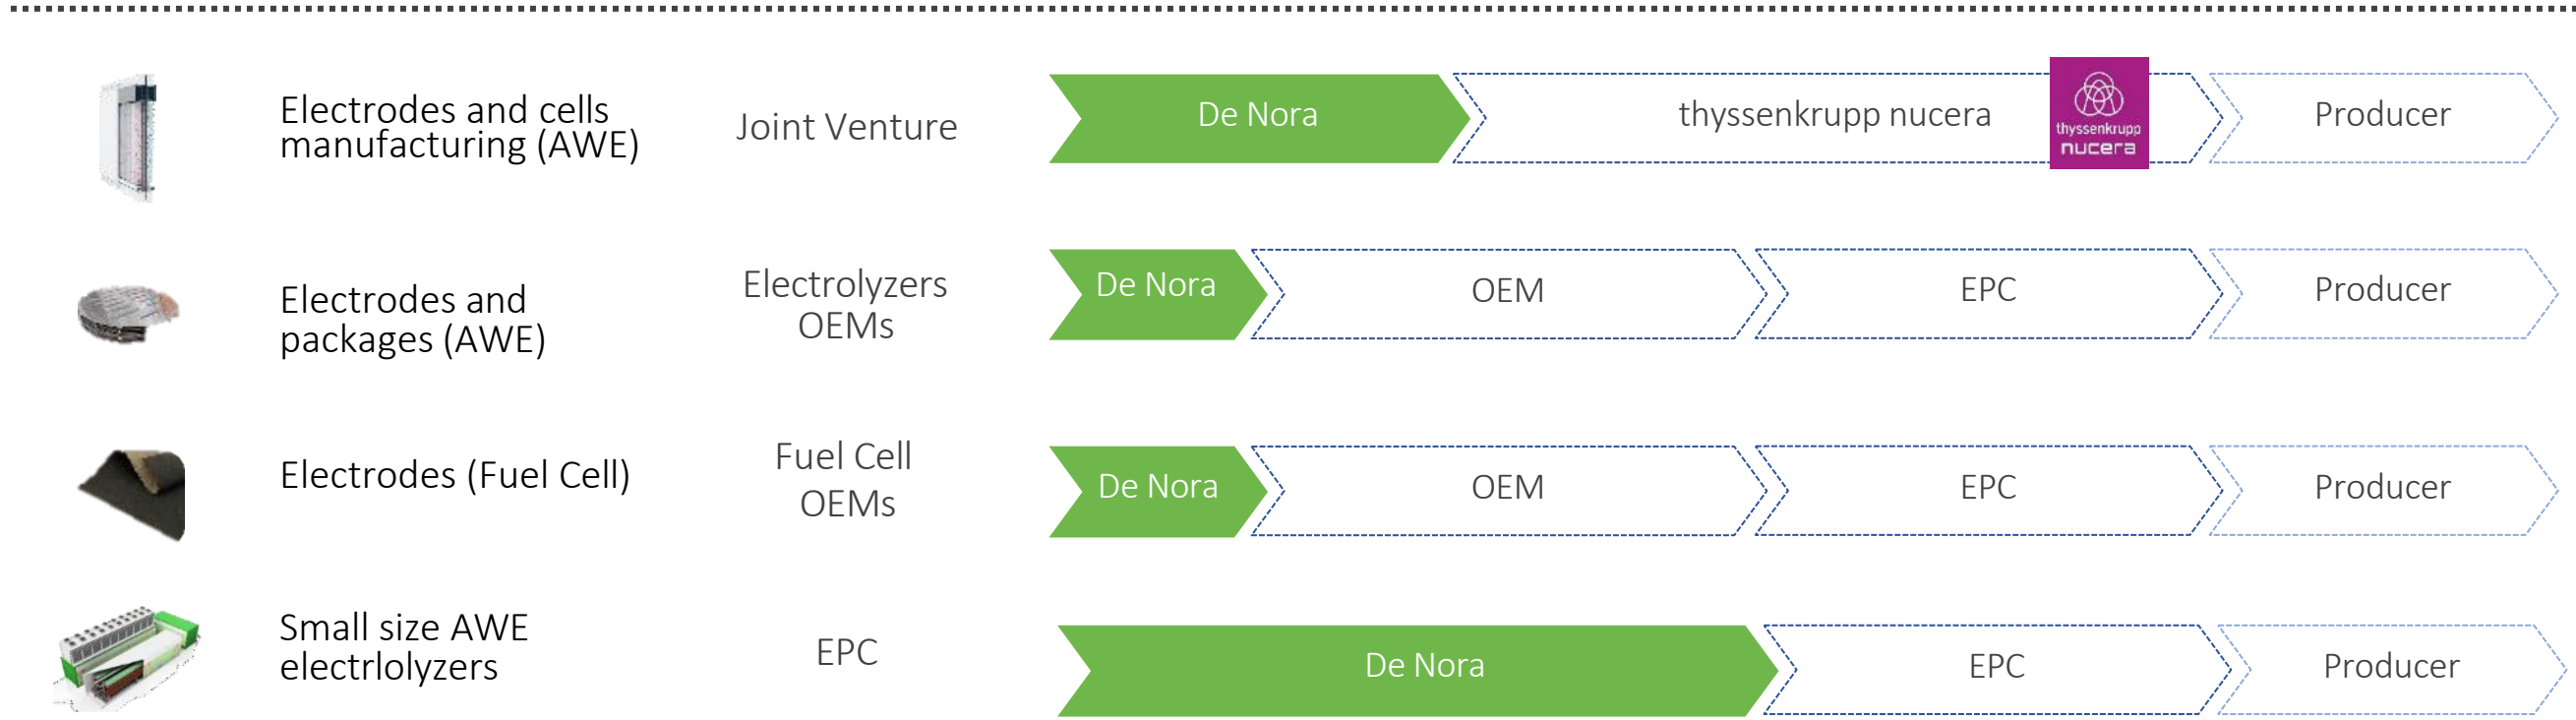 Electrodes and cells
manufacturing (AWE)
Joint Venture
De Nora
thyssenkrupp nucera
thyssenkrupp
nucera
Producer
Electrodes and
packages (AWE)
Electrolyzers
OEMs
De Nora
OEM
EPC
Producer
Electrodes (Fuel Cell)
Fuel Cell
OEMs
De Nora
OEM
EPC
Producer
Small size AWE
electrlolyzers
EPC
De Nora
EPC
Producer